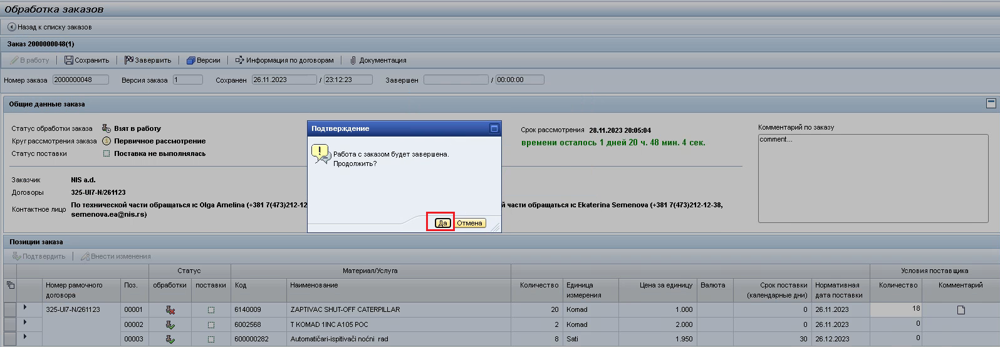 Обработка заказов
Назад к списку заказов
Заказ 2000000048(1)
В работу Сохранить Завершить Версии Информация по договорам Документация
Номер заказа 2000000048 Версия заказа 1 Сохранен 26.11.2023 / 23:12:23 Завершен / 00:00:00
Общие данные заказа
Статус обработки заказа Взят в работу
Круг рассмотрения заказа 1 Первичное рассмотрение
Статус поставки Поставка не выполнялась
Срок рассмотрения 28.11.2023 20:05:04
времени осталось 1 дней 20 ч. 48 мин. 4 сек.
Комментарий по заказу
comment...
Заказчик NIS a.d.
Договоры 325-UI7-N/261123
Контактное лицо По технической части обращаться к: Olga Amelina (+381 7(473)212-12 й части обращаться к: Ekaterina Semenova (+381 7(473)212-12-38,
semenova.ea@nis.rs)
Подтверждение
Работа с заказом будет завершена.
Продолжить?
Да Отмена
Позиции заказа
Подтвердить Внести изменения
Статус Материал/Услуга Условия поставщика
Номер рамочного договора Поз. обработки поставки Код Наименование Количество Единица измерения Цена за единицу Валюта Срок поставки (календарные дни) Нормативная дата поставки Количество Комментарий
325-UI7-N/261123 00001 6140009 ZAPTIVAC SHUT-OFF CATERPILLAR 20 Komad 1.000 0 26.11.2023 18
00002 6002568 T KOMAD 1INC A105 POC 2 Komad 2.000 0 26.11.2023 0
00003 600000282 Automatičari-ispitivači noćni rad 8 Sati 1.950 30 26.12.2023 0